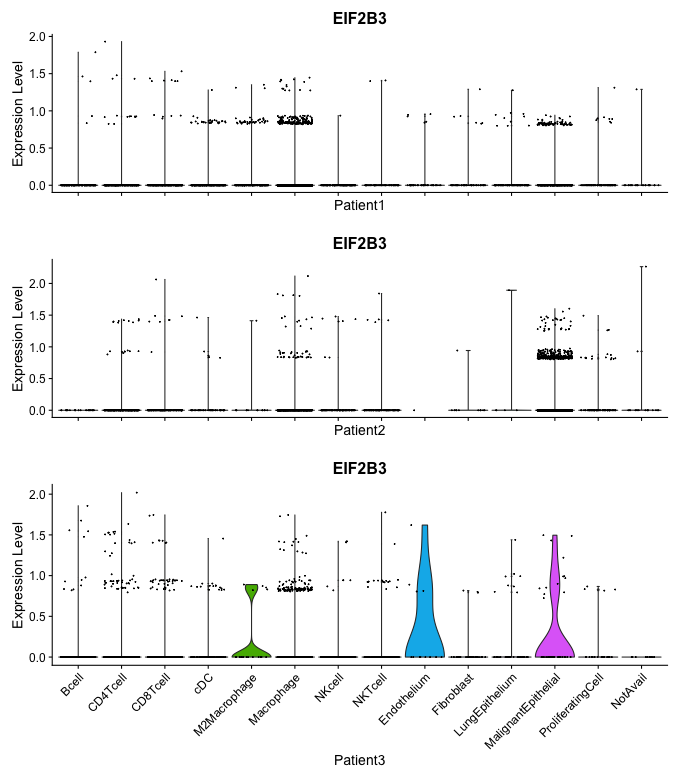 EIF2B3
Expression Level
2.0
1.5
1.0
0.5
0.0
Patient1
EIF2B3
Expression Level
2.0
1.5
1.0
0.5
0.0
Patient2
EIF2B3
Expression Level
2.0
1.5
1.0
0.5
0.0
Bcell
CD4Tcell
CD8Tcell
cDC
M2Macrophage
Macrophage
NKcell
NKTcell
Endothelium
Fibroblast
LungEpithelium
MalignantEpithelial
ProliferatingCell
NotAvail
Patient3